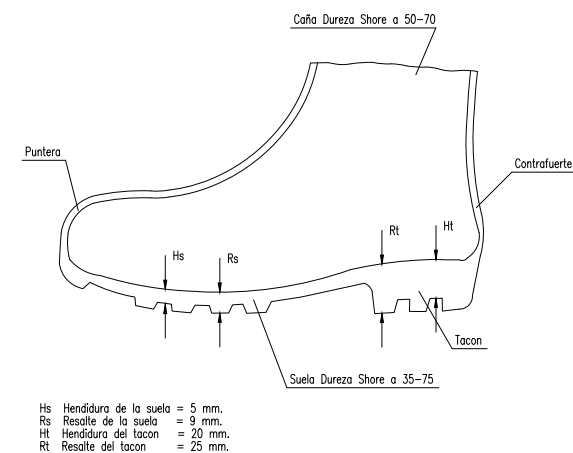 Caña Dureza Shore a 50-70
Puntera
Contrafuerte
Hs
Rs
Rt
Ht
Tacon
Suela Dureza Shore a 35-75
Hs Hendidura de la suela = 5 mm.
Rs Resalte de la suela = 9 mm.
Ht Hendidura del tacon = 20 mm.
Rt Resalte del tacon = 25 mm.